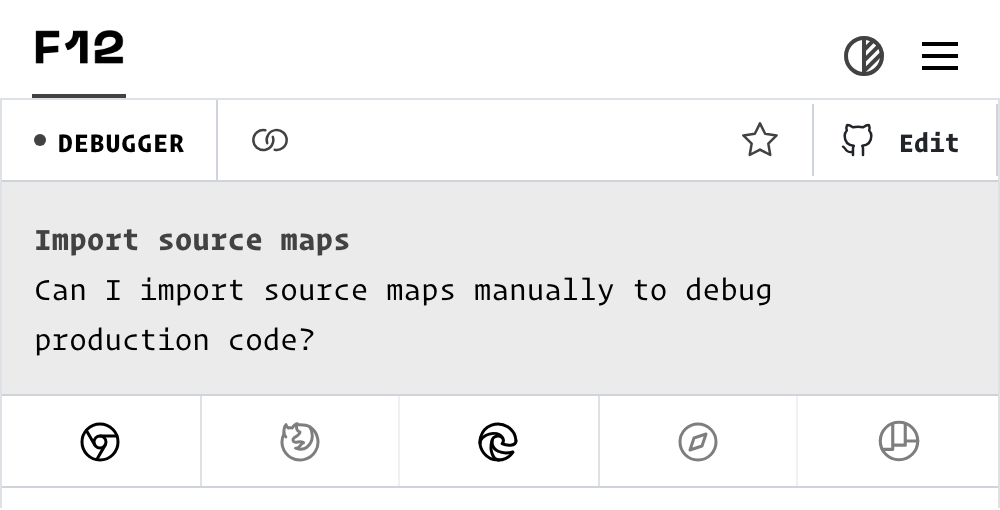 F12
DEBUGGER
Edit
Import source maps
Can I import source maps manually to debug
production code?